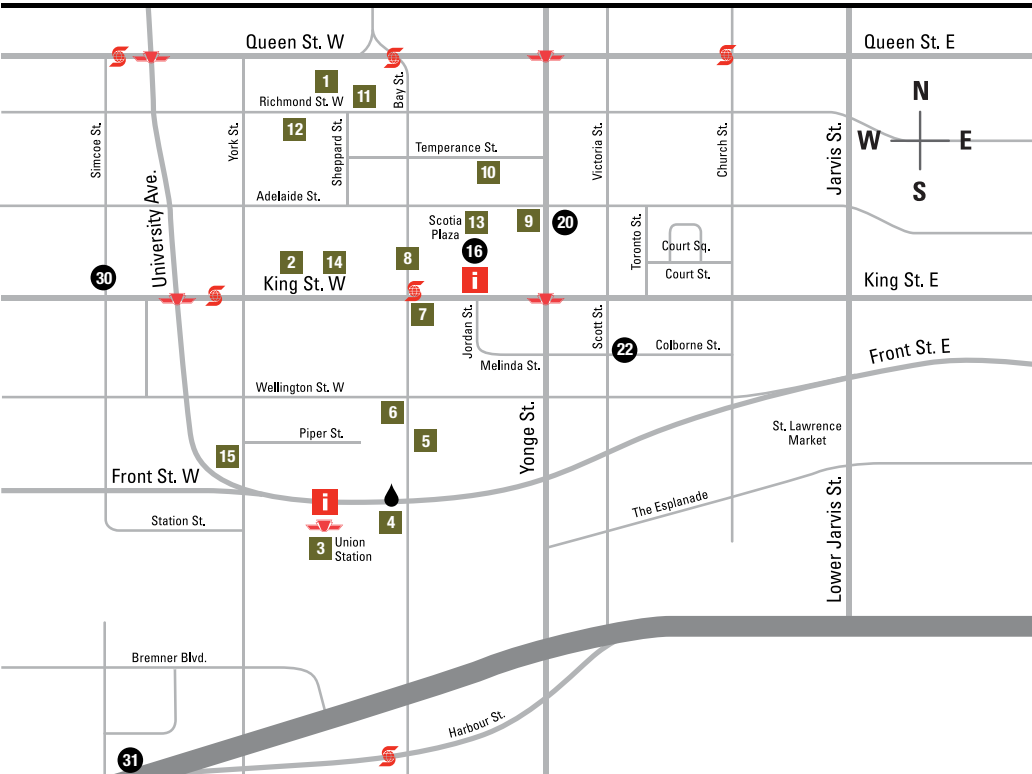 Queen St. W
Queen St. E
1
11
Richmond St. W
Bay St.
N
W
E
S
12
Simcoe St.
York St.
Sheppard St.
Temperance St.
Victoria St.
Church St.
Jarvis St.
10
University Ave.
Adelaide St.
Scotia
Plaza
13
9
20
Toronto St.
Court Sq.
Court St.
16
8
2
14
30
i
King St. W
King St. E
7
Jordan St.
Scott St.
22
Colborne St.
Melinda St.
Front St. E
Wellington St. W
6
5
Piper St.
Yonge St.
St. Lawrence
Market
15
Front St. W
i
4
The Esplanade
Station St.
3
Union
Station
Lower Jarvis St.
Bremner Blvd.
Harbour St.
31